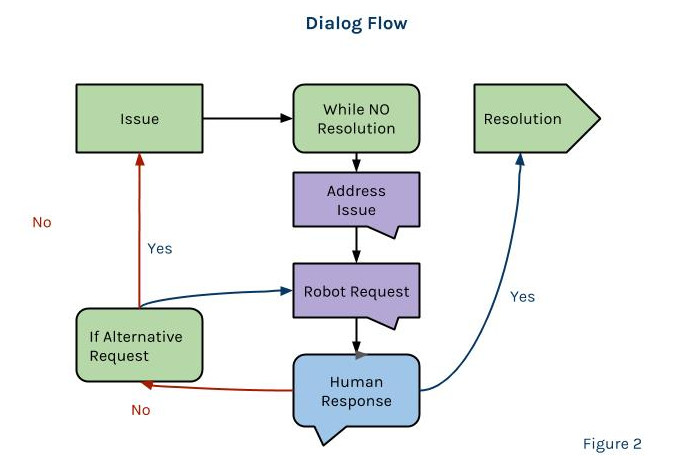 Dialog Flow
Issue
While NO
Resolution
Resolution
Address
Issue
No
Yes
Robot Request
Yes
If Alternative
Request
Human
Response
No
Figure 2